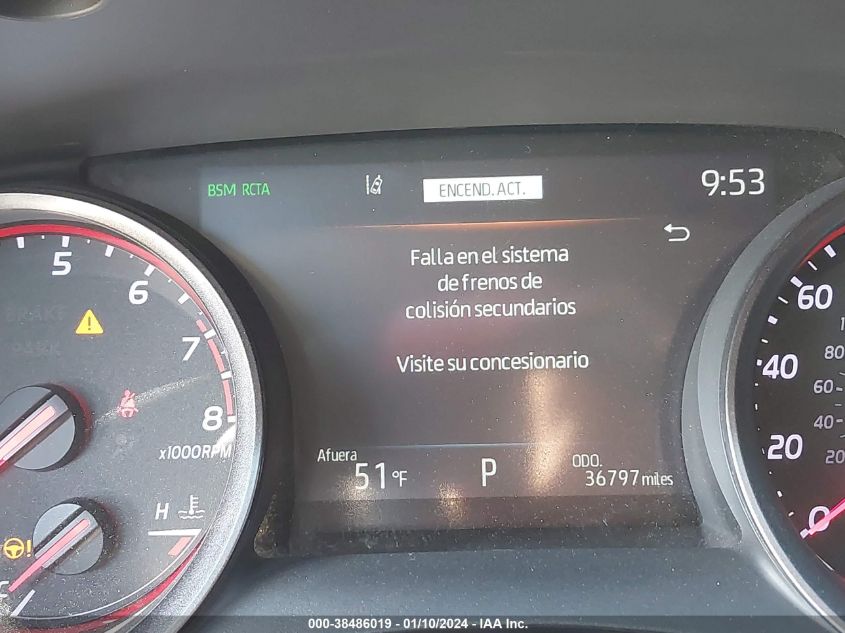 BSM RCTA
ENCEND. ACT.
9:53
Falla en el sistema
de frenos de
colisión secundarios
Visite su concesionario
Afuera
51°F
P
ODO.
36797 miles
5
6
7
8
x1000RPM
BRAKE
PARK
H
C
60
40
20
0
80
60
40
20
000-38486019 - 01/10/2024 - IAA Inc.